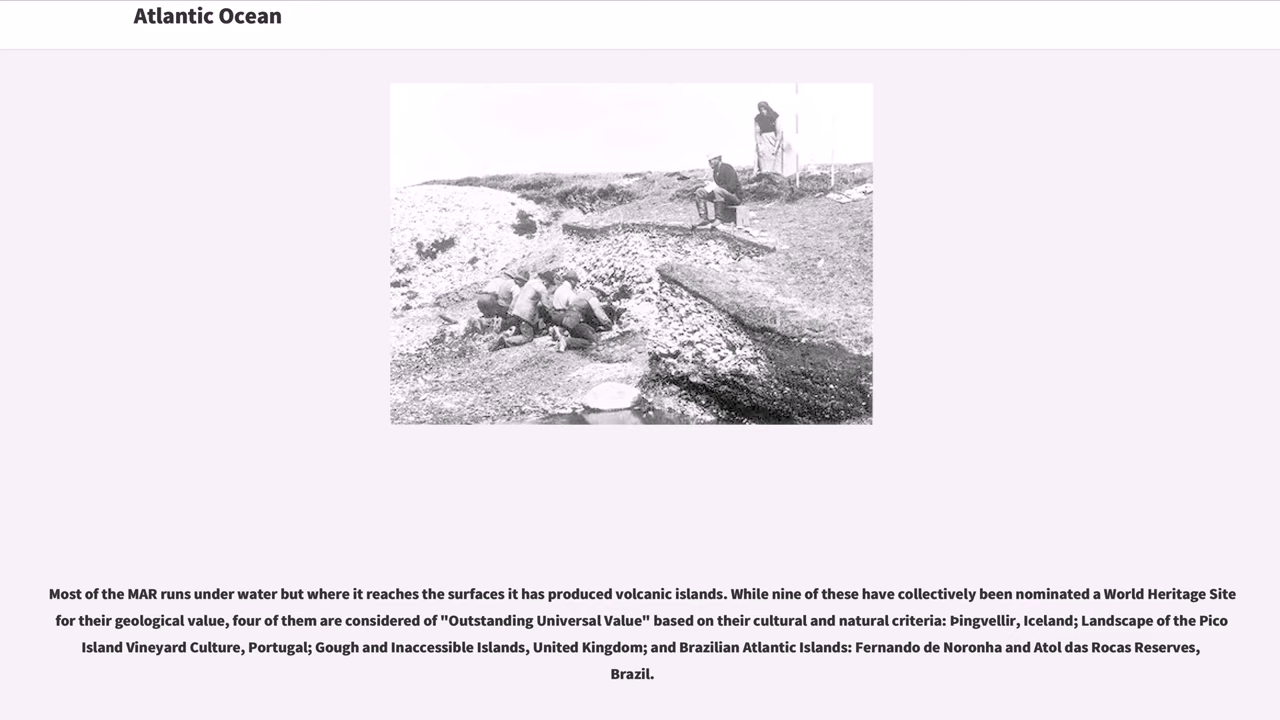 Atlantic Ocean
Most of the MAR runs under water but where it reaches the surfaces it has produced volcanic islands. While nine of these have collectively been nominated a World Heritage Site
for their geological value, four of them are considered of "Outstanding Universal Value" based on their cultural and natural criteria: Þingvellir, Iceland; Landscape of the Pico
Island Vineyard Culture, Portugal; Gough and Inaccessible Islands, United Kingdom; and Brazilian Atlantic Islands: Fernando de Noronha and Atol das Rocas Reserves,
Brazil.